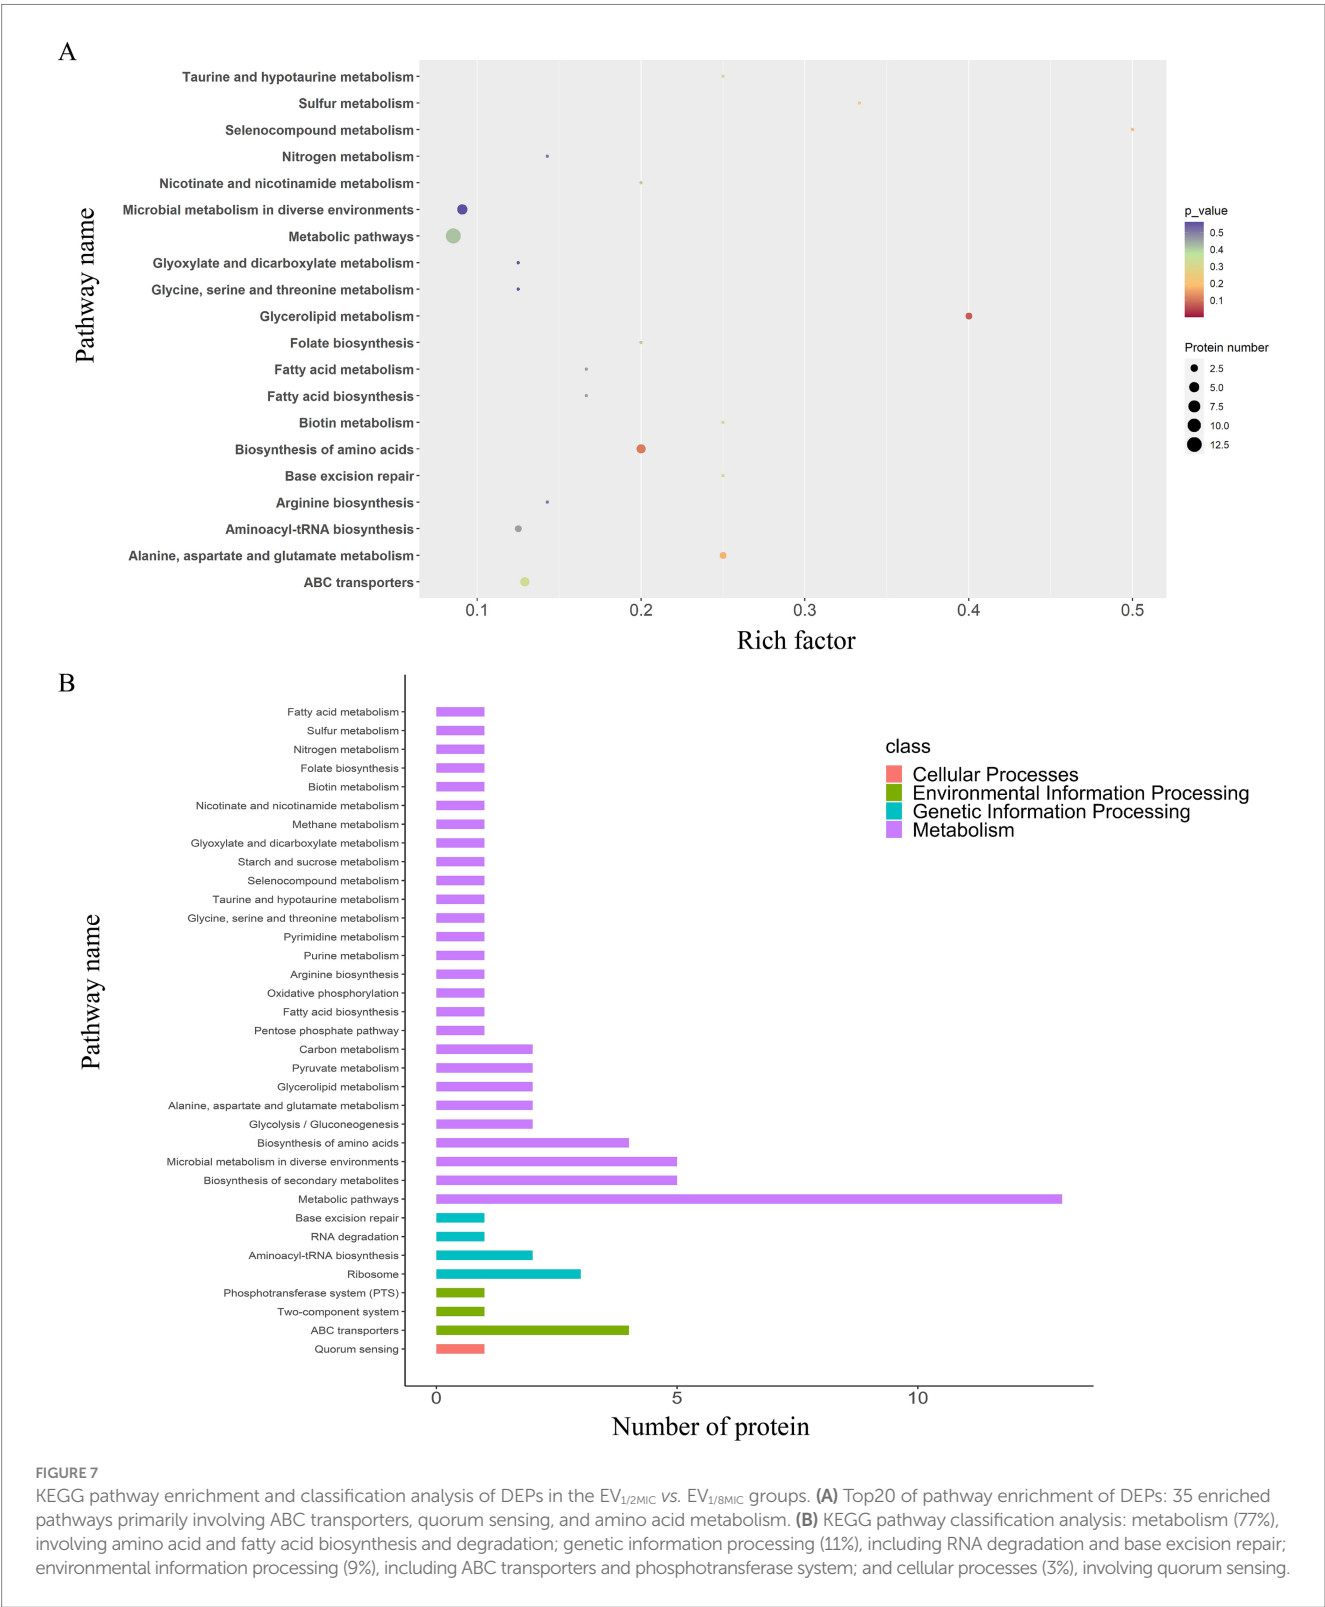 A
Taurine and hypotaurine metabolism
Sulfur metabolism
Selenocompound metabolism
Nitrogen metabolism
Nicotinate and nicotinamide metabolism
Microbial metabolism in diverse environments
Metabolic pathways
Glyoxylate and dicarboxylate metabolism
Glycine, serine and threonine metabolism
Glycerolipid metabolism
Folate biosynthesis
Fatty acid metabolism
Fatty acid biosynthesis
Biotin metabolism
Biosynthesis of amino acids
Base excision repair
Arginine biosynthesis
Aminoacyl-tRNA biosynthesis
Alanine, aspartate and glutamate metabolism
ABC transporters
Pathway name
0.1 0.2 0.3 0.4 0.5
Rich factor
p_value
0.5
0.4
0.3
0.2
0.1
Protein number
2.5
5.0
7.5
10.0
12.5
B
Fatty acid metabolism
Sulfur metabolism
Nitrogen metabolism
Folate biosynthesis
Biotin metabolism
Nicotinate and nicotinamide metabolism
Methane metabolism
Glyoxylate and dicarboxylate metabolism
Starch and sucrose metabolism
Selenocompound metabolism
Taurine and hypotaurine metabolism
Glycine, serine and threonine metabolism
Pyrimidine metabolism
Purine metabolism
Arginine biosynthesis
Oxidative phosphorylation
Fatty acid biosynthesis
Pentose phosphate pathway
Carbon metabolism
Pyruvate metabolism
Glycerolipid metabolism
Alanine, aspartate and glutamate metabolism
Glycolysis / Gluconeogenesis
Biosynthesis of amino acids
Microbial metabolism in diverse environments
Biosynthesis of secondary metabolites
Metabolic pathways
Base excision repair
RNA degradation
Aminoacyl-tRNA biosynthesis
Ribosome
Phosphotransferase system (PTS)
Two-component system
ABC transporters
Quorum sensing
Pathway name
0 5 10
Number of protein
class
Cellular Processes
Environmental Information Processing
Genetic Information Processing
Metabolism
FIGURE 7
KEGG pathway enrichment and classification analysis of DEPs in the EV1/2MIC vs. EV1/8MIC groups. (A) Top20 of pathway enrichment of DEPs: 35 enriched
pathways primarily involving ABC transporters, quorum sensing, and amino acid metabolism. (B) KEGG pathway classification analysis: metabolism (77%),
involving amino acid and fatty acid biosynthesis and degradation; genetic information processing (11%), including RNA degradation and base excision repair;
environmental information processing (9%), including ABC transporters and phosphotransferase system; and cellular processes (3%), involving quorum sensing.